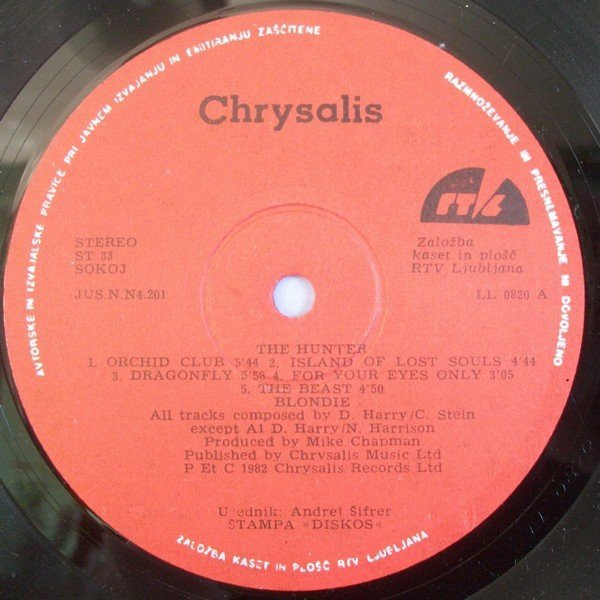 AVTORSKE IN IZVAJALSKE PRAVICE PRI JAVNEM IZVAJANJU IN EMITIRANJU ZAŠČITENE
RAZMNOŽEVANJE IN PRESNEMAVANJE NI DOVOLJENO
Chrysalis
RTL
STEREO
ST 33
SOKOJ
JUS.N.N4.201
Založba
kaset in plošč
RTV Ljubljana
LL 0820 A
THE HUNTER
1. ORCHID CLUB 5'44 2. ISLAND OF LOST SOULS 4'44
3. DRAGONFLY 5'56 4. FOR YOUR EYES ONLY 3'05
5. THE BEAST 4'50
BLONDIE
All tracks composed by D. Harry/C. Stein
except A1 D. Harry/N. Harrison
Produced by Mike Chapman
Published by Chrysalis Music Ltd
P Et C 1982 Chrysalis Records Ltd
Urednik: Andrej Šifrer
ŠTAMPA »DISKOS«
ZALOŽBA KASET IN PLOŠČ RTV LJUBLJANA